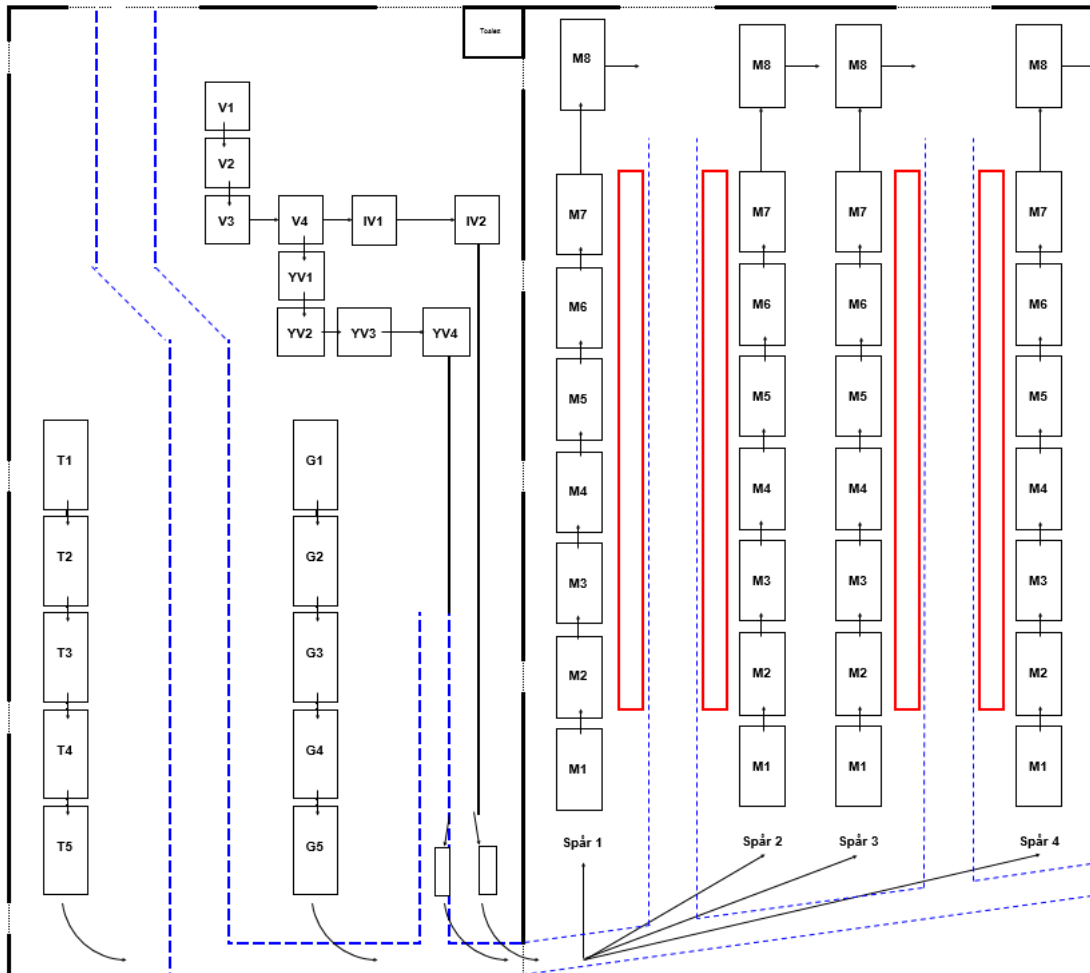 Toalett
M8 M8 M8 M8
V1
V2
V3 V4 IV1 IV2
M7 M7 M7 M7
YV1
M6 M6 M6 M6
YV2 YV3 YV4
M5 M5 M5 M5
T1 G1
M4 M4 M4 M4
T2 G2
M3 M3 M3 M3
T3 G3
M2 M2 M2 M2
T4 G4
M1 M1 M1 M1
T5 G5
Spår 1 Spår 2 Spår 3 Spår 4